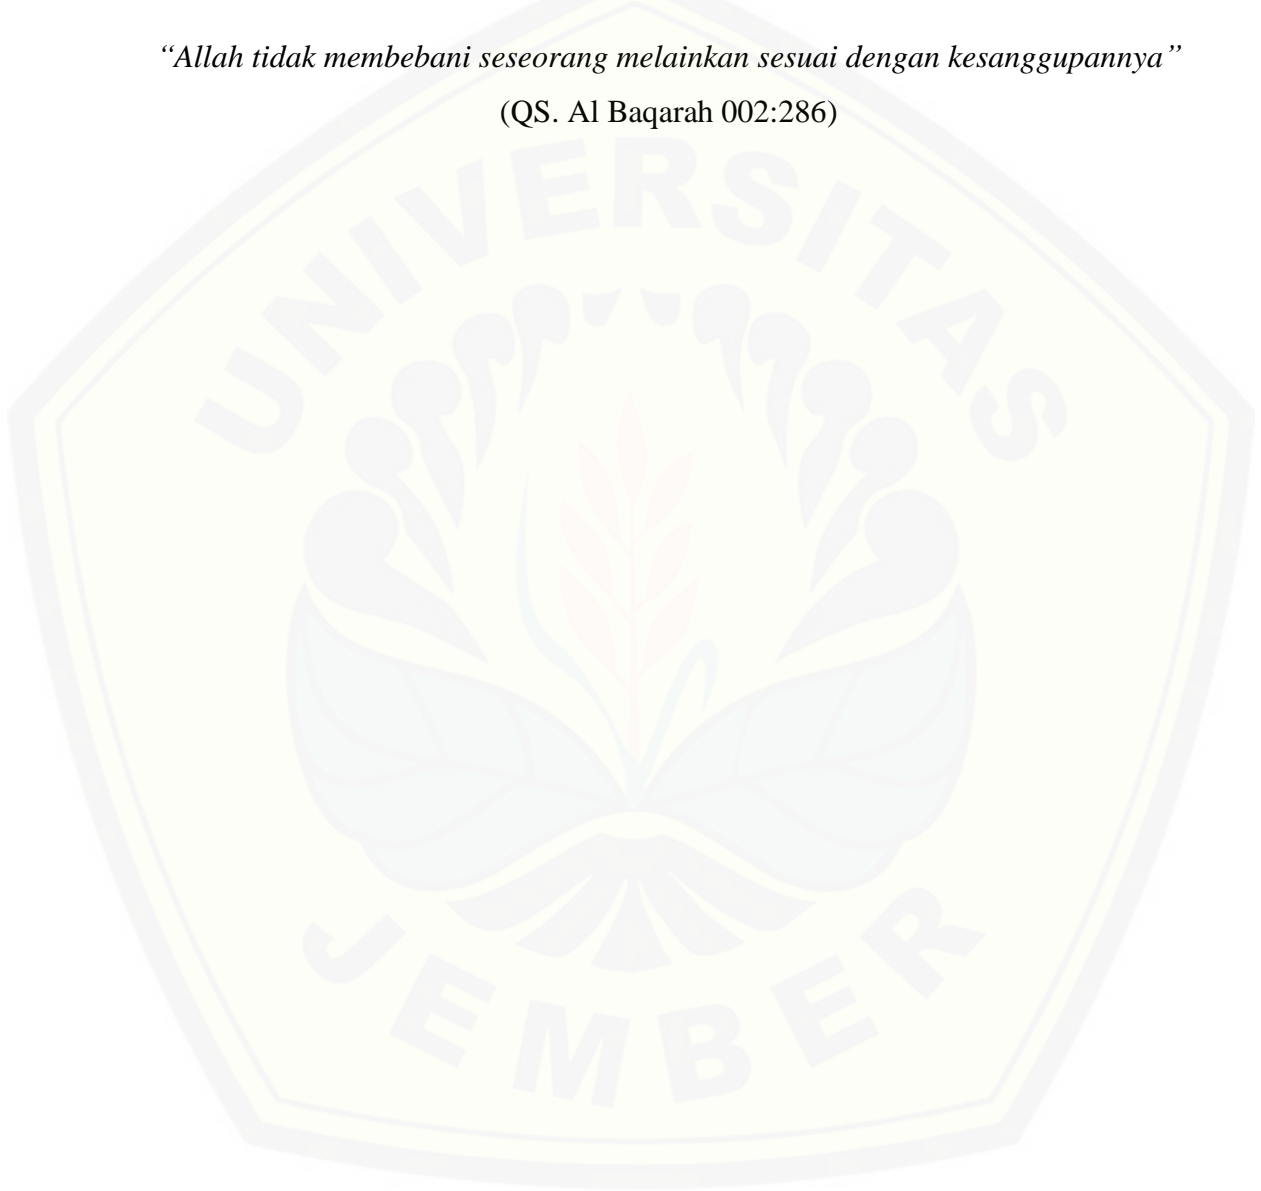 “Allah tidak membebani seseorang melainkan sesuai dengan kesanggupannya”
(QS. Al Baqarah 002:286)
UNIVERSITAS
JEMBER